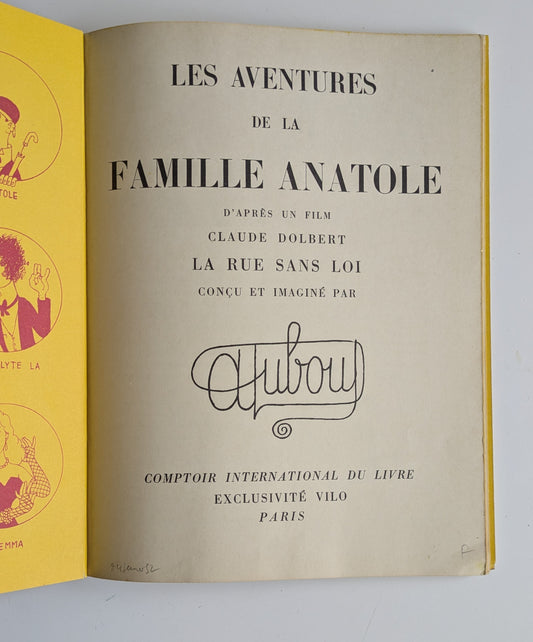 TOLE
LYTE LA
EMMA
LES AVENTURES
DE LA
FAMILLE ANATOLE
D'APRÈS UN FILM
CLAUDE DOLBERT
LA RUE SANS LOI
CONÇU ET IMAGINÉ PAR
aDubouy
COMPTOIR INTERNATIONAL DU LIVRE
EXCLUSIVITÉ VILO
PARIS